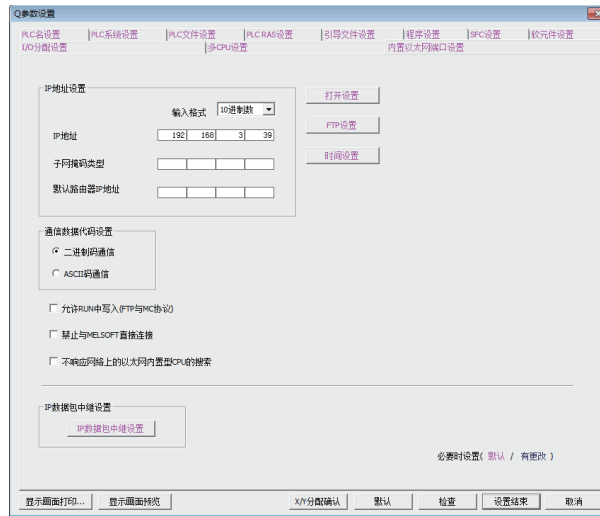 Q参数设置
PLC名设置 PLC系统设置 PLC文件设置 PLC RAS设置 引导文件设置 程序设置 SFC设置 软元件设置
I/O分配设置 多CPU设置 内置以太网端口设置
IP地址设置
输入格式 10进制数
IP地址 192 168 3 39
子网掩码类型
默认路由器IP地址
打开设置
FTP设置
时间设置
通信数据代码设置
二进制码通信
ASCII码通信
允许RUN中写入(FTP与MC协议)
禁止与MELSOFT直接连接
不响应网络上的以太网内置型CPU的搜索
IP数据包中继设置
IP数据包中继设置
必要时设置( 默认 / 有更改 )
显示画面打印... 显示画面预览 X/Y分配确认 默认 检查 设置结束 取消